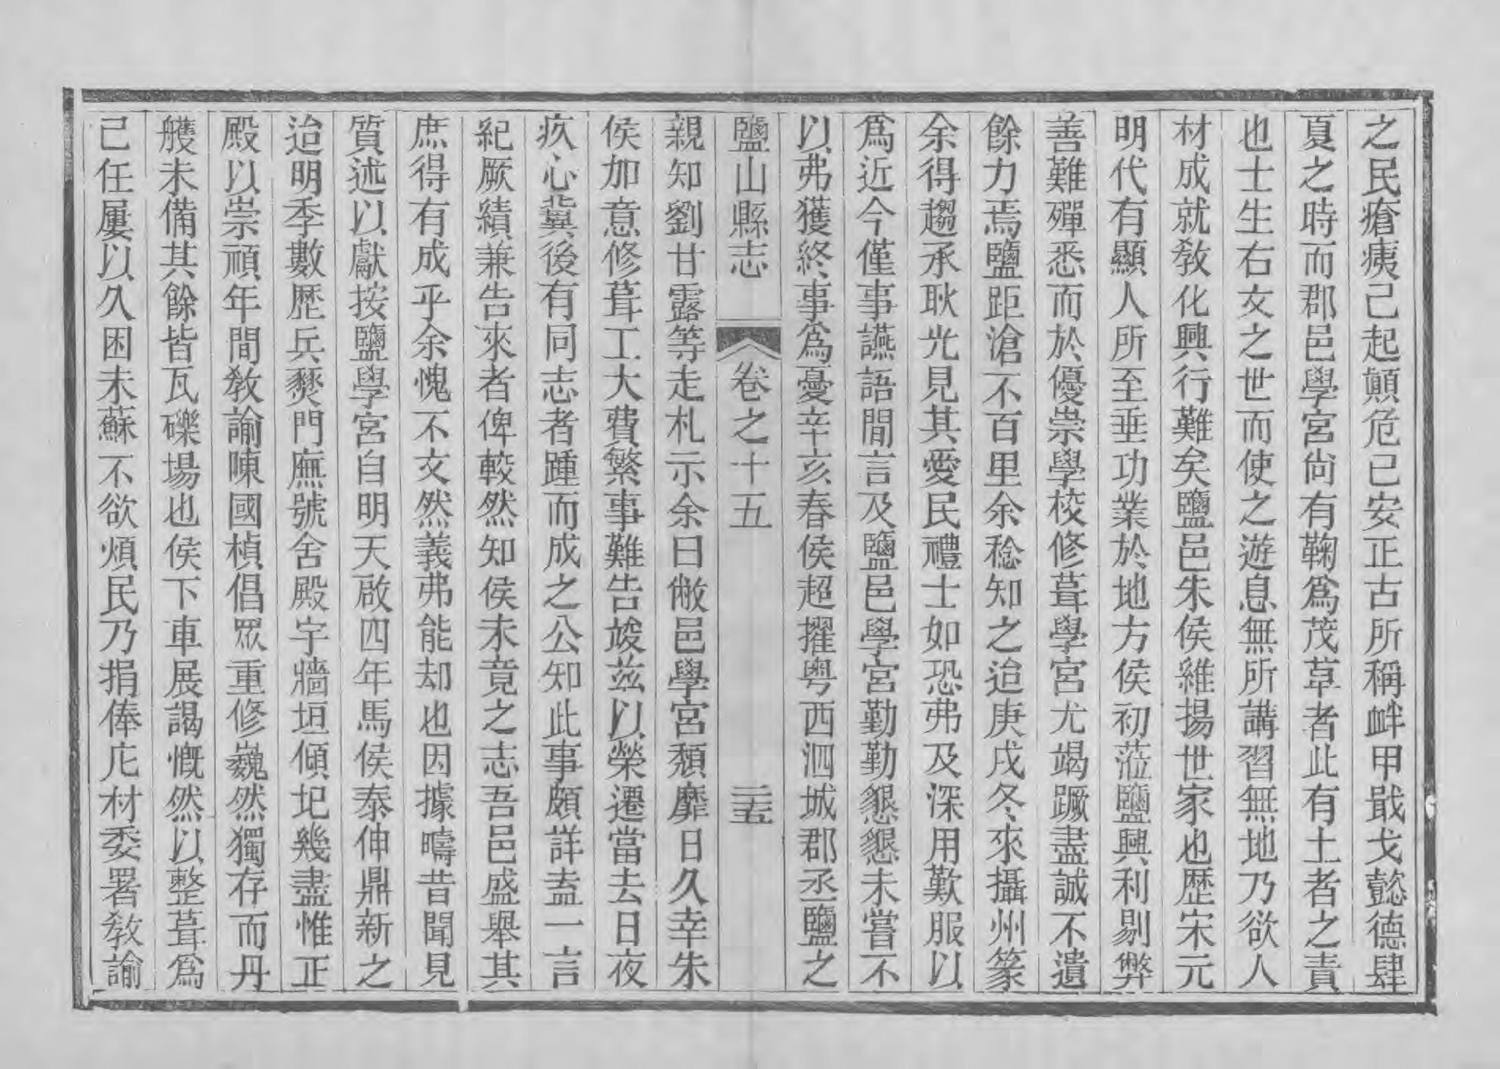 之民瘡痍己起顛危已安正古所稱衅甲戢戈懿德肆
夏之時而郡邑學宮尙有鞠爲茂草者此有土者之責
也士生右文之世而使之遊息無所講習無地乃欲人
材成就敎化興行難矣鹽邑朱侯維揚世家也歷宋元
明代有顯人所至垂功業於地方侯初蒞鹽興利剔弊
善難殫悉而於優崇學校修葺學宮尤竭蹶盡誠不遺
餘力焉鹽距滄不百里余稔知之迨庚戌冬來攝州篆
余得趨承耿光見其愛民禮士如恐弗及深用歎服以
爲近今僅事讌語閒言及鹽邑學宮勤勤懇懇未嘗不
以弗獲終事爲憂辛亥春侯超擢粤西泗城郡丞鹽之
鹽山縣志 卷之十五 三五
親知劉甘露等走札示余曰敝邑學宮頽靡日久幸朱
侯加意修葺工大費繁事難告竣茲以榮遷當去日夜
疚心冀後有同志者踵而成之公知此事頗詳盍一言
紀厥績兼告來者俾較然知侯未竟之志吾邑盛舉其
庶得有成乎余愧不文然義弗能却也因據疇昔聞見
質述以獻按鹽學宮自明天啟四年馬侯泰伸鼎新之
迨明季數歷兵燹門廡號舍殿宇牆垣傾圮幾盡惟正
殿以崇禎年間敎諭暕國楨倡眾重修巍然獨存而丹
艧未備其餘皆瓦礫場也侯下車展謁慨然以整葺爲
己任屢以久困未蘇不欲煩民乃捐俸庀材委署敎諭